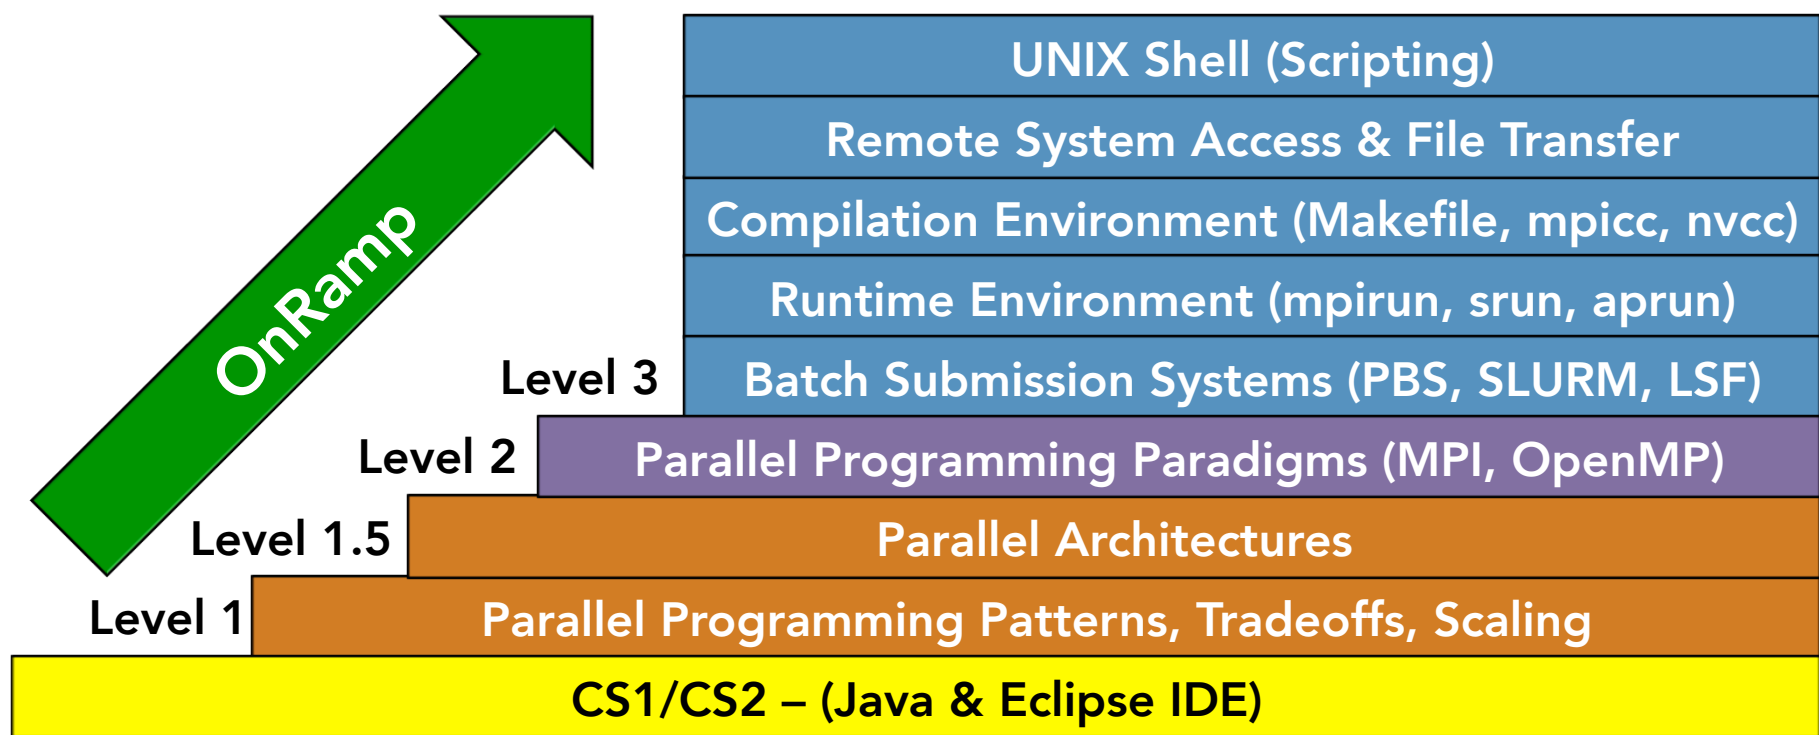 OnRamp
UNIX Shell (Scripting)
Remote System Access & File Transfer
Compilation Environment (Makefile, mpicc, nvcc)
Runtime Environment (mpirun, srun, aprun)
Level 3
Batch Submission Systems (PBS, SLURM, LSF)
Level 2
Parallel Programming Paradigms (MPI, OpenMP)
Level 1.5
Parallel Architectures
Level 1
Parallel Programming Patterns, Tradeoffs, Scaling
CS1/CS2 – (Java & Eclipse IDE)